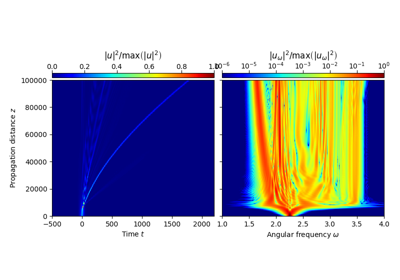 |u|²/max(|u|²)
|u_ω|²/max(|u_ω|²)
0.0 0.2 0.4 0.6 0.8 1.0
10⁻⁶ 10⁻⁵ 10⁻⁴ 10⁻³ 10⁻² 10⁻¹ 10⁰
Propagation distance z
100000
80000
60000
40000
20000
0
−500 0 500 1000 1500 2000
1.0 1.5 2.0 2.5 3.0 3.5 4.0
Time t
Angular frequency ω